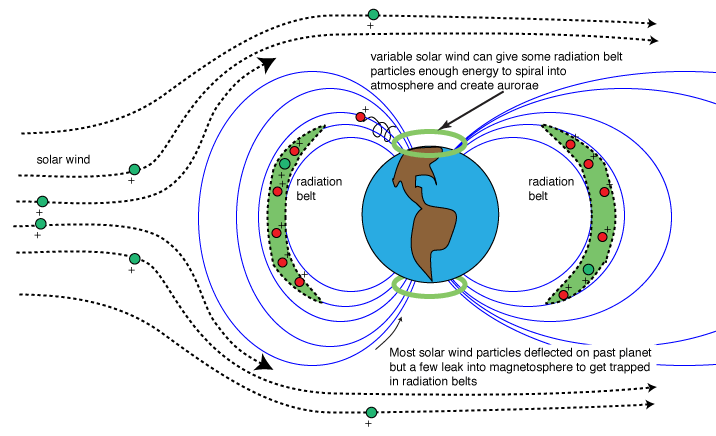 variable solar wind can give some radiation belt
particles enough energy to spiral into
atmosphere and create aurorae
solar wind
radiation
belt
radiation
belt
Most solar wind particles deflected on past planet
but a few leak into magnetosphere to get trapped
in radiation belts